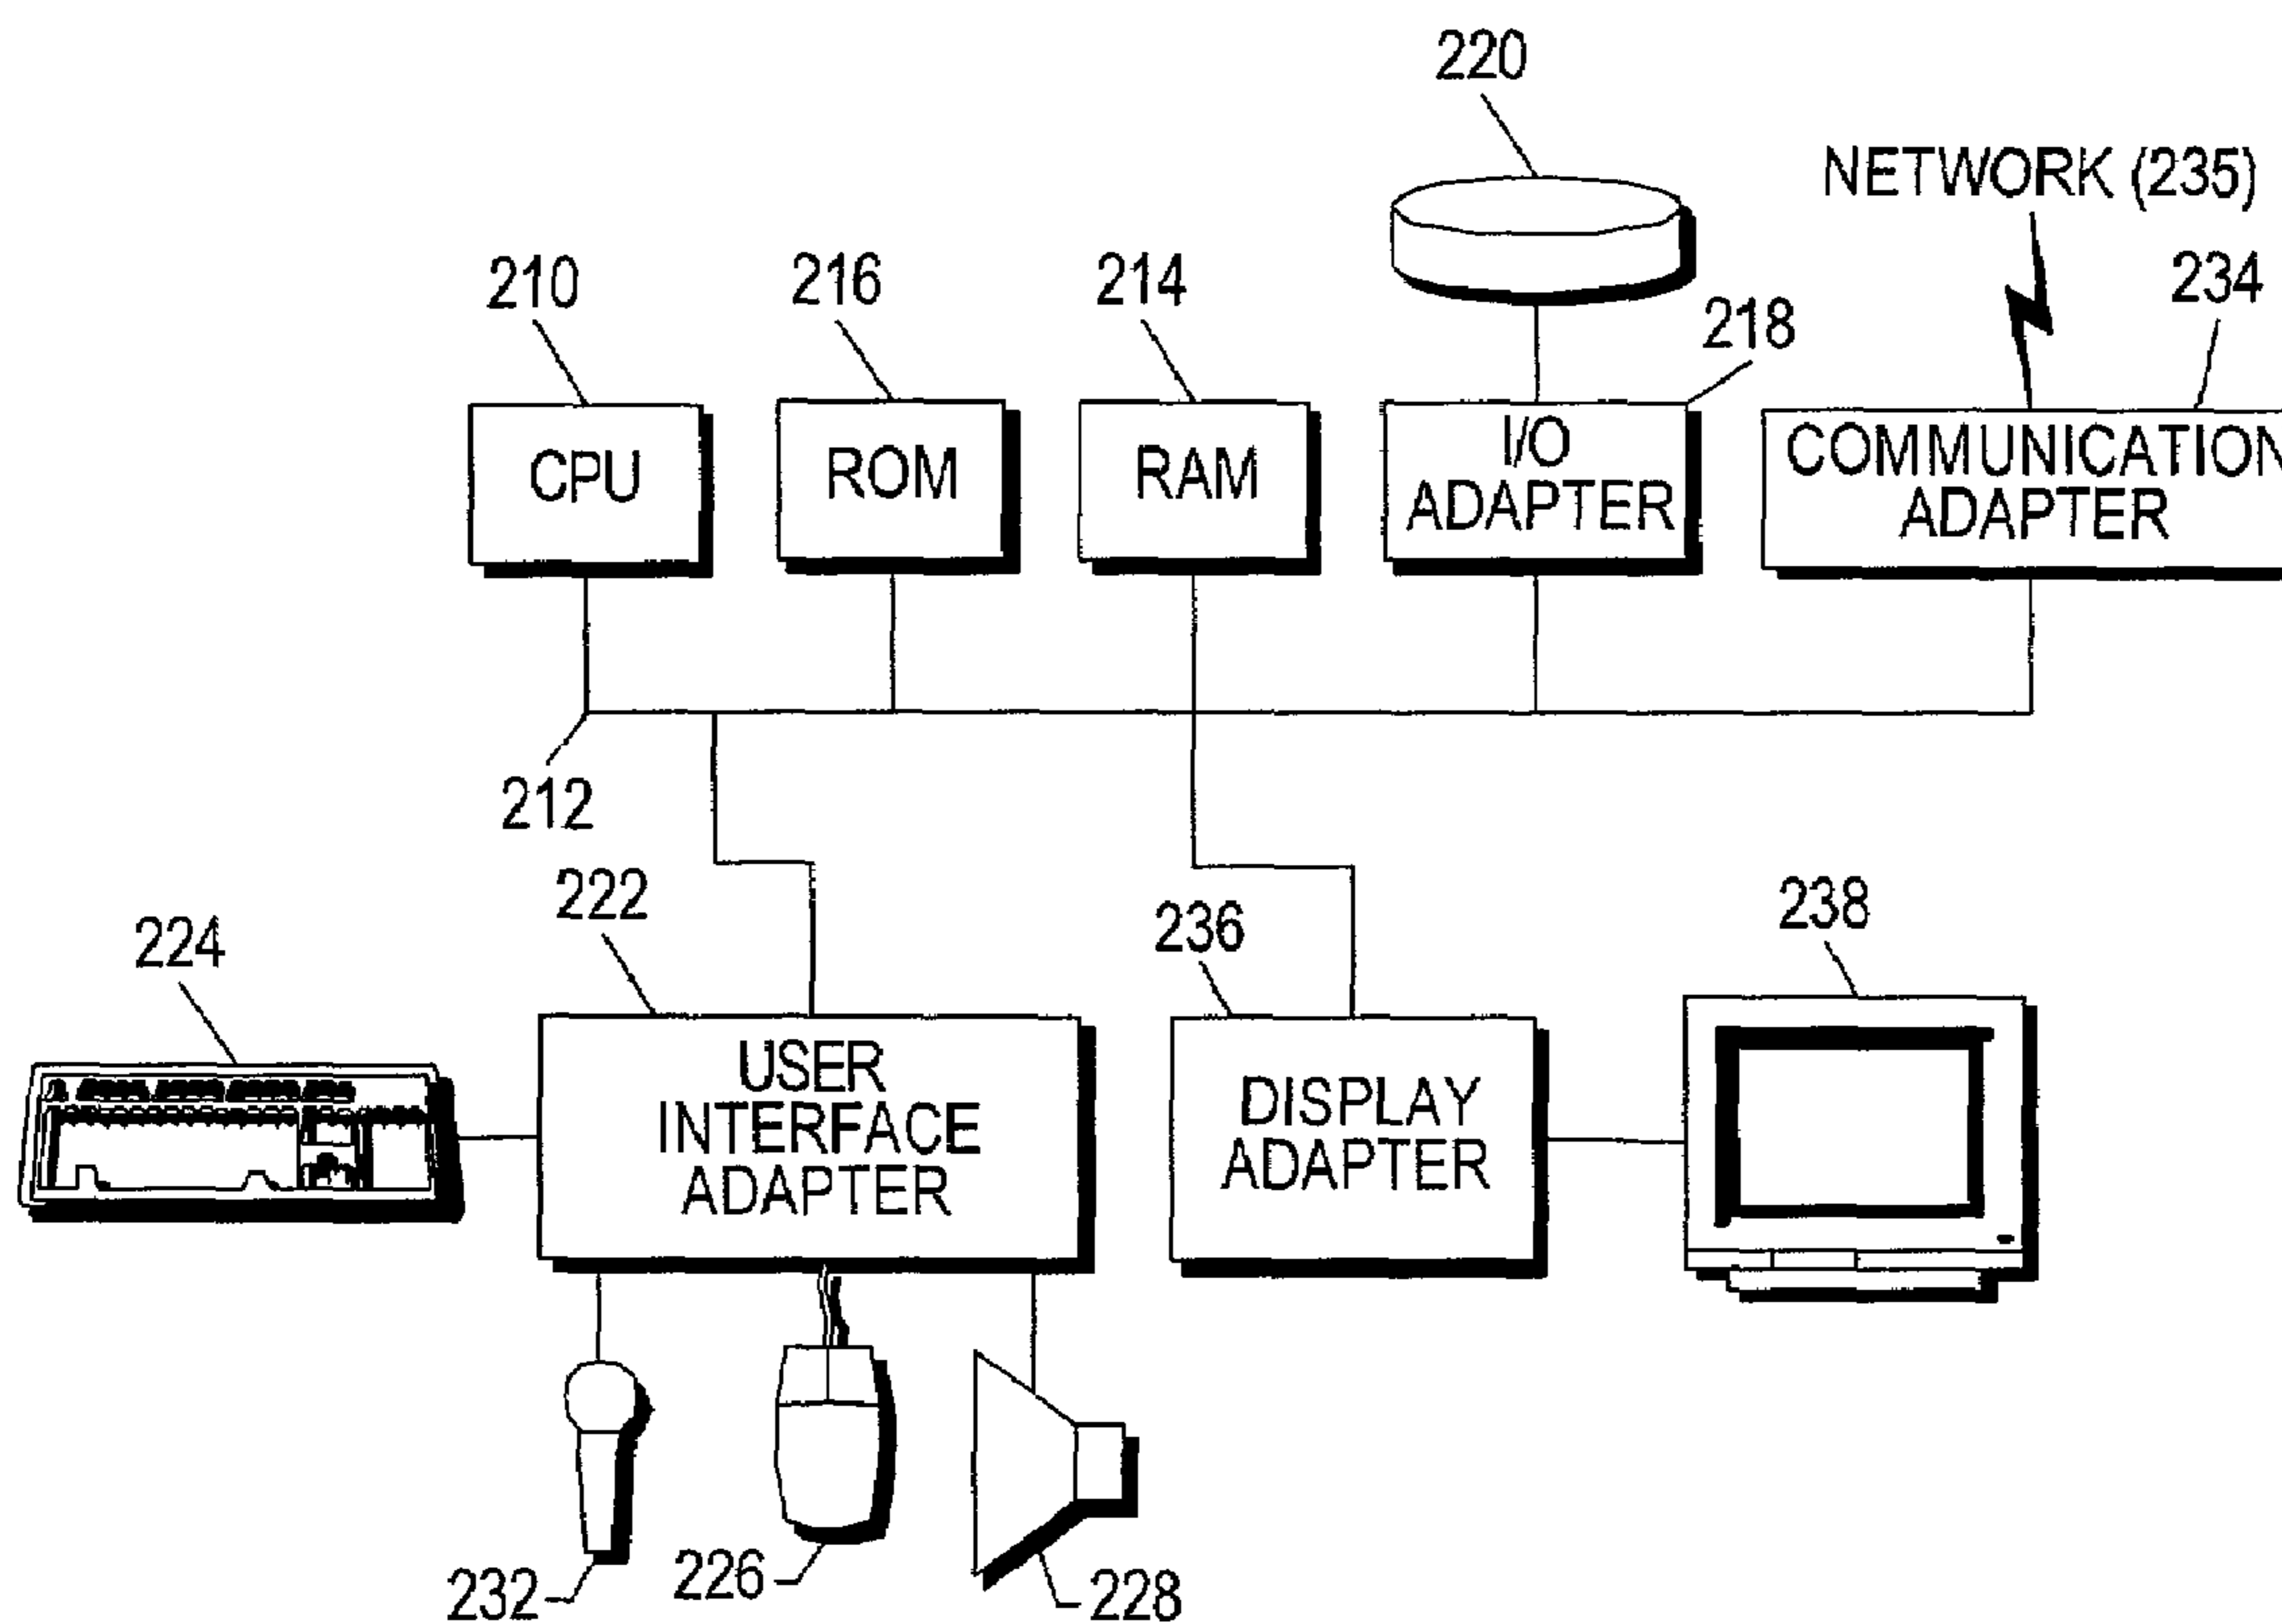 220
NETWORK (235)
210
216
214
218
234
CPU
ROM
RAM
I/O
ADAPTER
COMMUNICATION
ADAPTER
212
222
224
236
238
USER
INTERFACE
ADAPTER
DISPLAY
ADAPTER
232
226
228